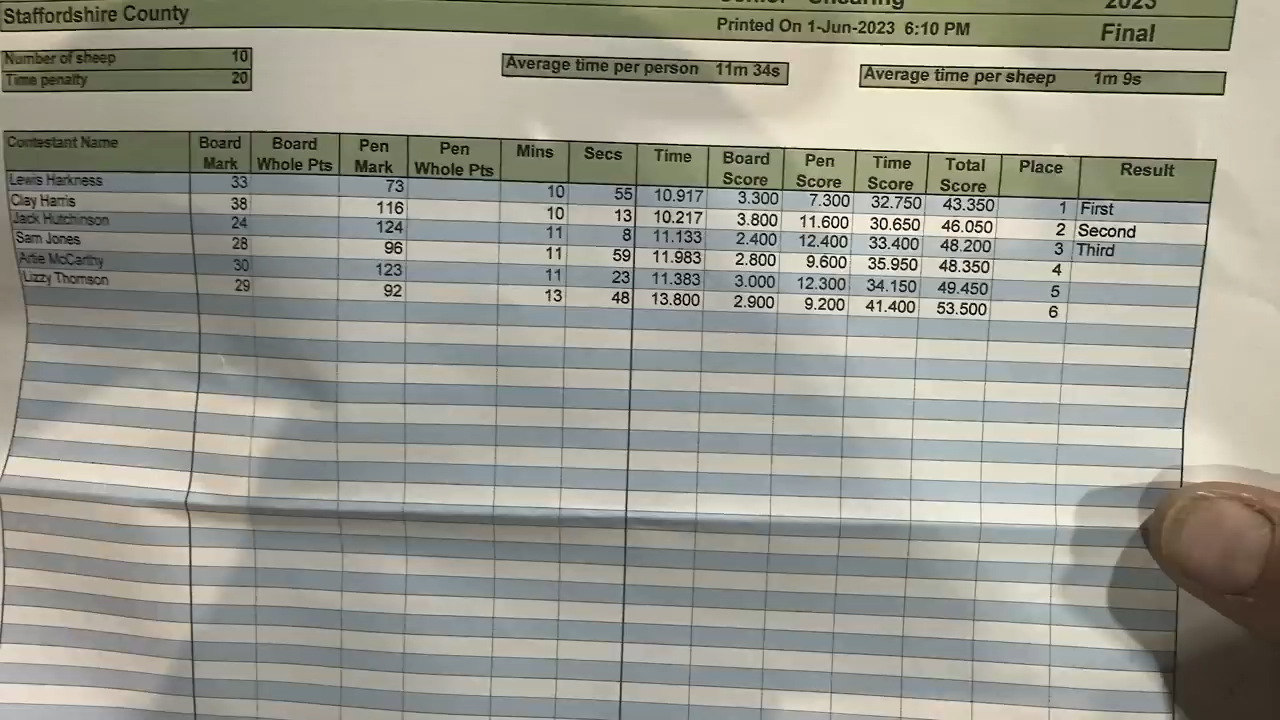 Staffordshire County
2023
Printed On 1-Jun-2023 6:10 PM
Final
Number of sheep 10
Time penalty 20
Average time per person 11m 34s
Average time per sheep 1m 9s
Contestant Name Board Mark Board Whole Pts Pen Mark Pen Whole Pts Mins Secs Time Board Score Pen Score Time Score Total Score Place Result
Lewis Harkness 33 73 10 55 10.917 3.300 7.300 32.750 43.350 1 First
Clay Harris 38 116 10 13 10.217 3.800 11.600 30.650 46.050 2 Second
Jack Hutchinson 24 124 11 8 11.133 2.400 12.400 33.400 48.200 3 Third
Sam Jones 28 96 11 59 11.983 2.800 9.600 35.950 48.350 4
Artie McCarthy 30 123 11 23 11.383 3.000 12.300 34.150 49.450 5
Lizzy Thomson 29 92 13 48 13.800 2.900 9.200 41.400 53.500 6